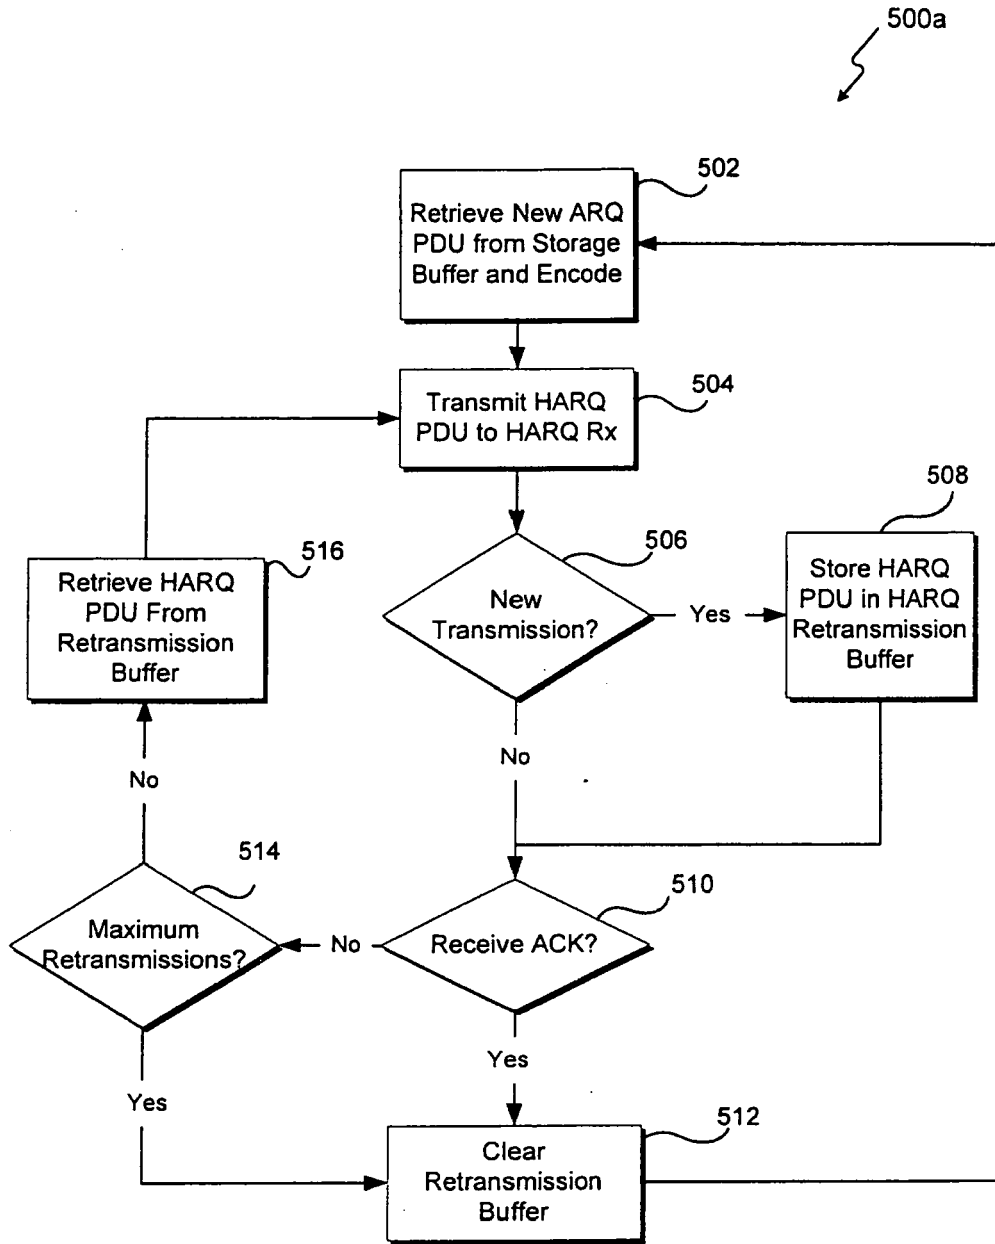 500a
502
Retrieve New ARQ
PDU from Storage
Buffer and Encode
504
Transmit HARQ
PDU to HARQ Rx
506
New
Transmission?
Yes
508
Store HARQ
PDU in HARQ
Retransmission
Buffer
516
Retrieve HARQ
PDU From
Retransmission
Buffer
No
No
514
Maximum
Retransmissions?
No
510
Receive ACK?
Yes
Yes
512
Clear
Retransmission
Buffer